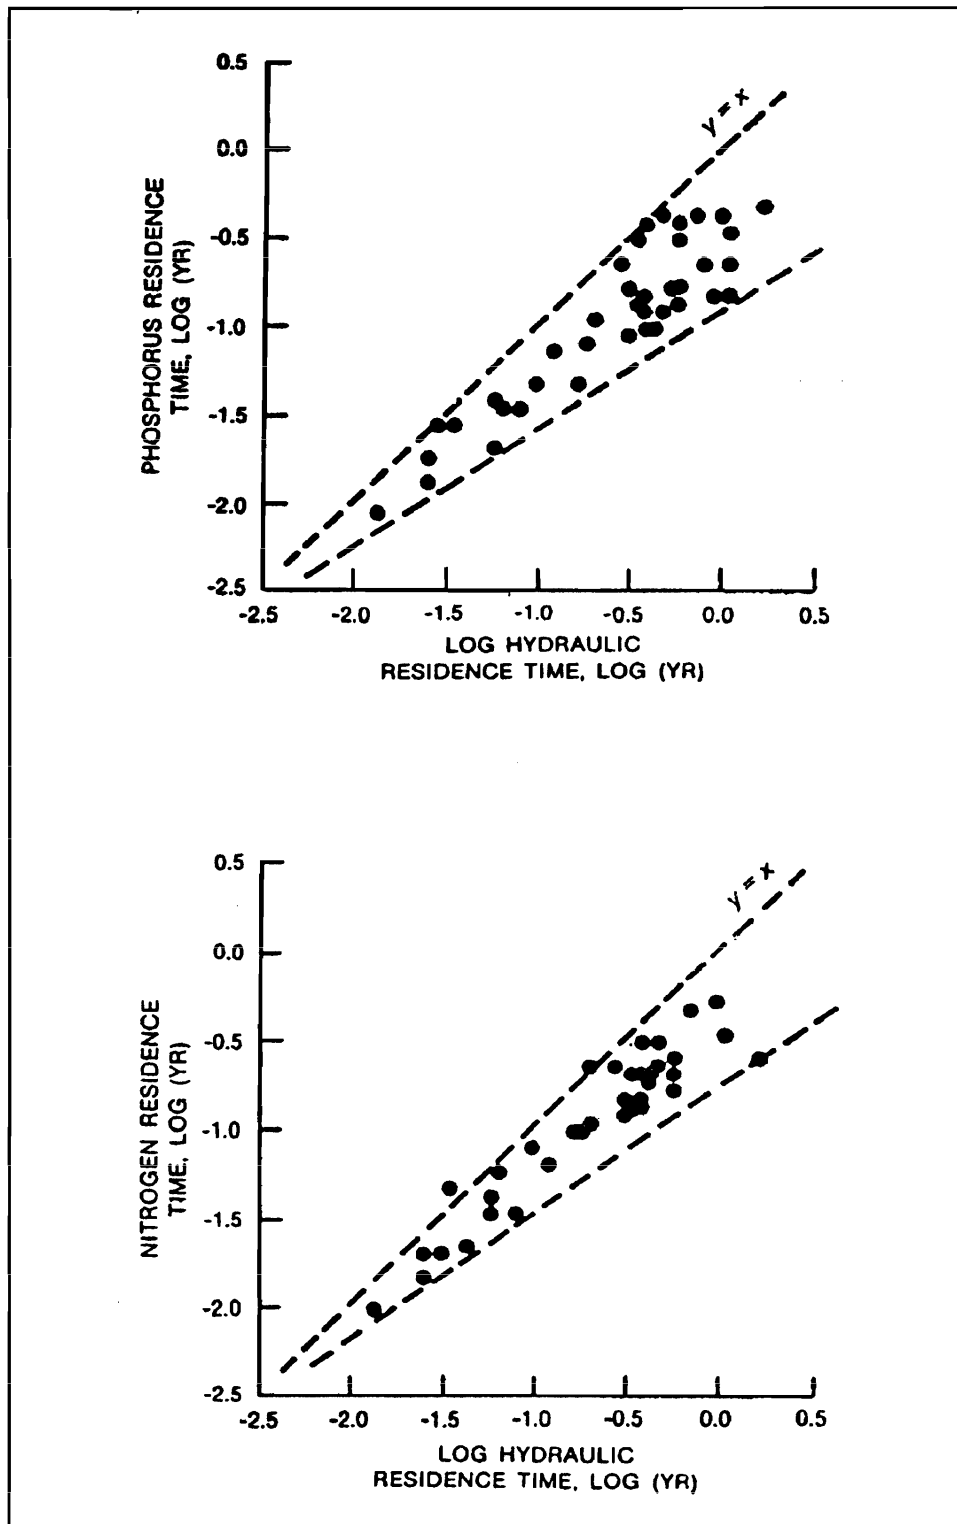 0.5
0.0
-0.5
-1.0
-1.5
-2.0
-2.5
PHOSPHORUS RESIDENCE
TIME, LOG (YR)
y = x
-2.5 -2.0 -1.5 -1.0 -0.5 0.0 0.5
LOG HYDRAULIC
RESIDENCE TIME, LOG (YR)
0.5
0.0
-0.5
-1.0
-1.5
-2.0
-2.5
NITROGEN RESIDENCE
TIME, LOG (YR)
y = x
-2.5 -2.0 -1.5 -1.0 -0.5 0.0 0.5
LOG HYDRAULIC
RESIDENCE TIME, LOG (YR)